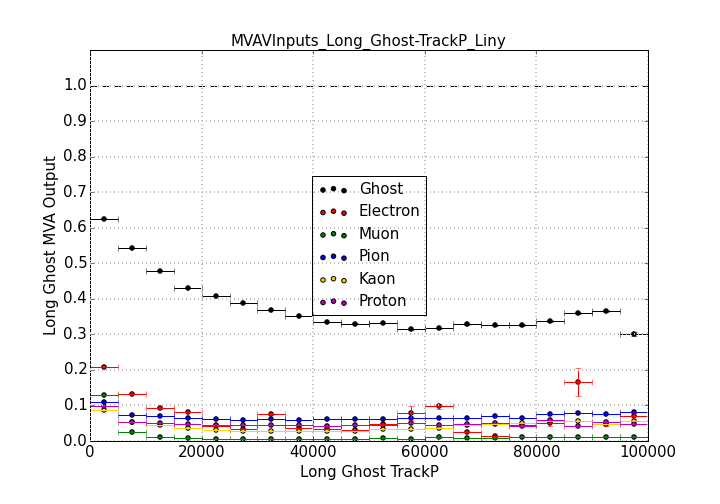 MVAVInputs_Long_Ghost-TrackP_Liny
Long Ghost MVA Output
1.0
0.9
0.8
0.7
0.6
0.5
0.4
0.3
0.2
0.1
0.0
Ghost
Electron
Muon
Pion
Kaon
Proton
0 20000 40000 60000 80000 100000
Long Ghost TrackP